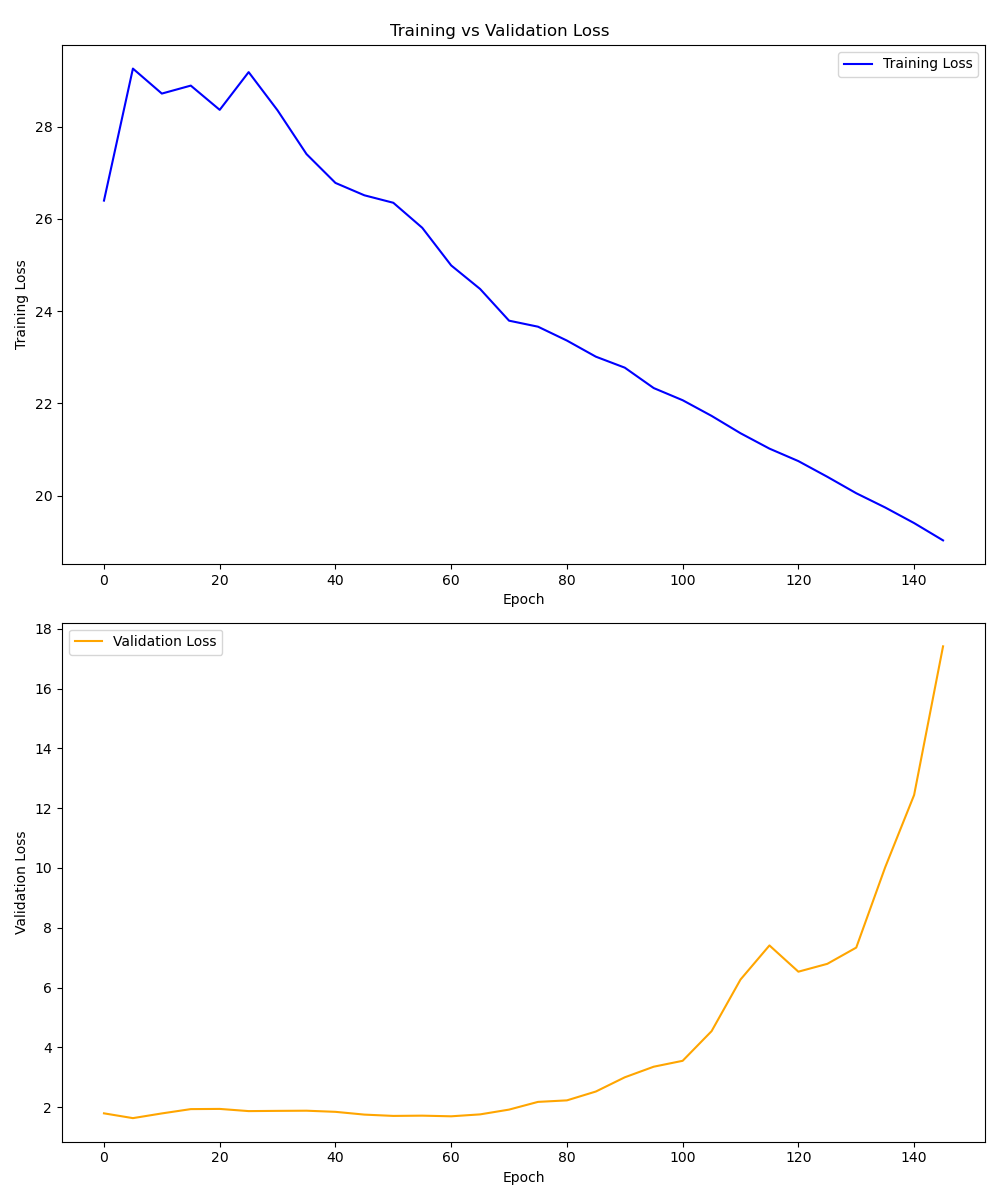 Training vs Validation Loss
Training Loss
28
26
24
22
20
Training Loss
0 20 40 60 80 100 120 140
Epoch
Validation Loss
18
16
14
12
10
8
6
4
2
Validation Loss
0 20 40 60 80 100 120 140
Epoch